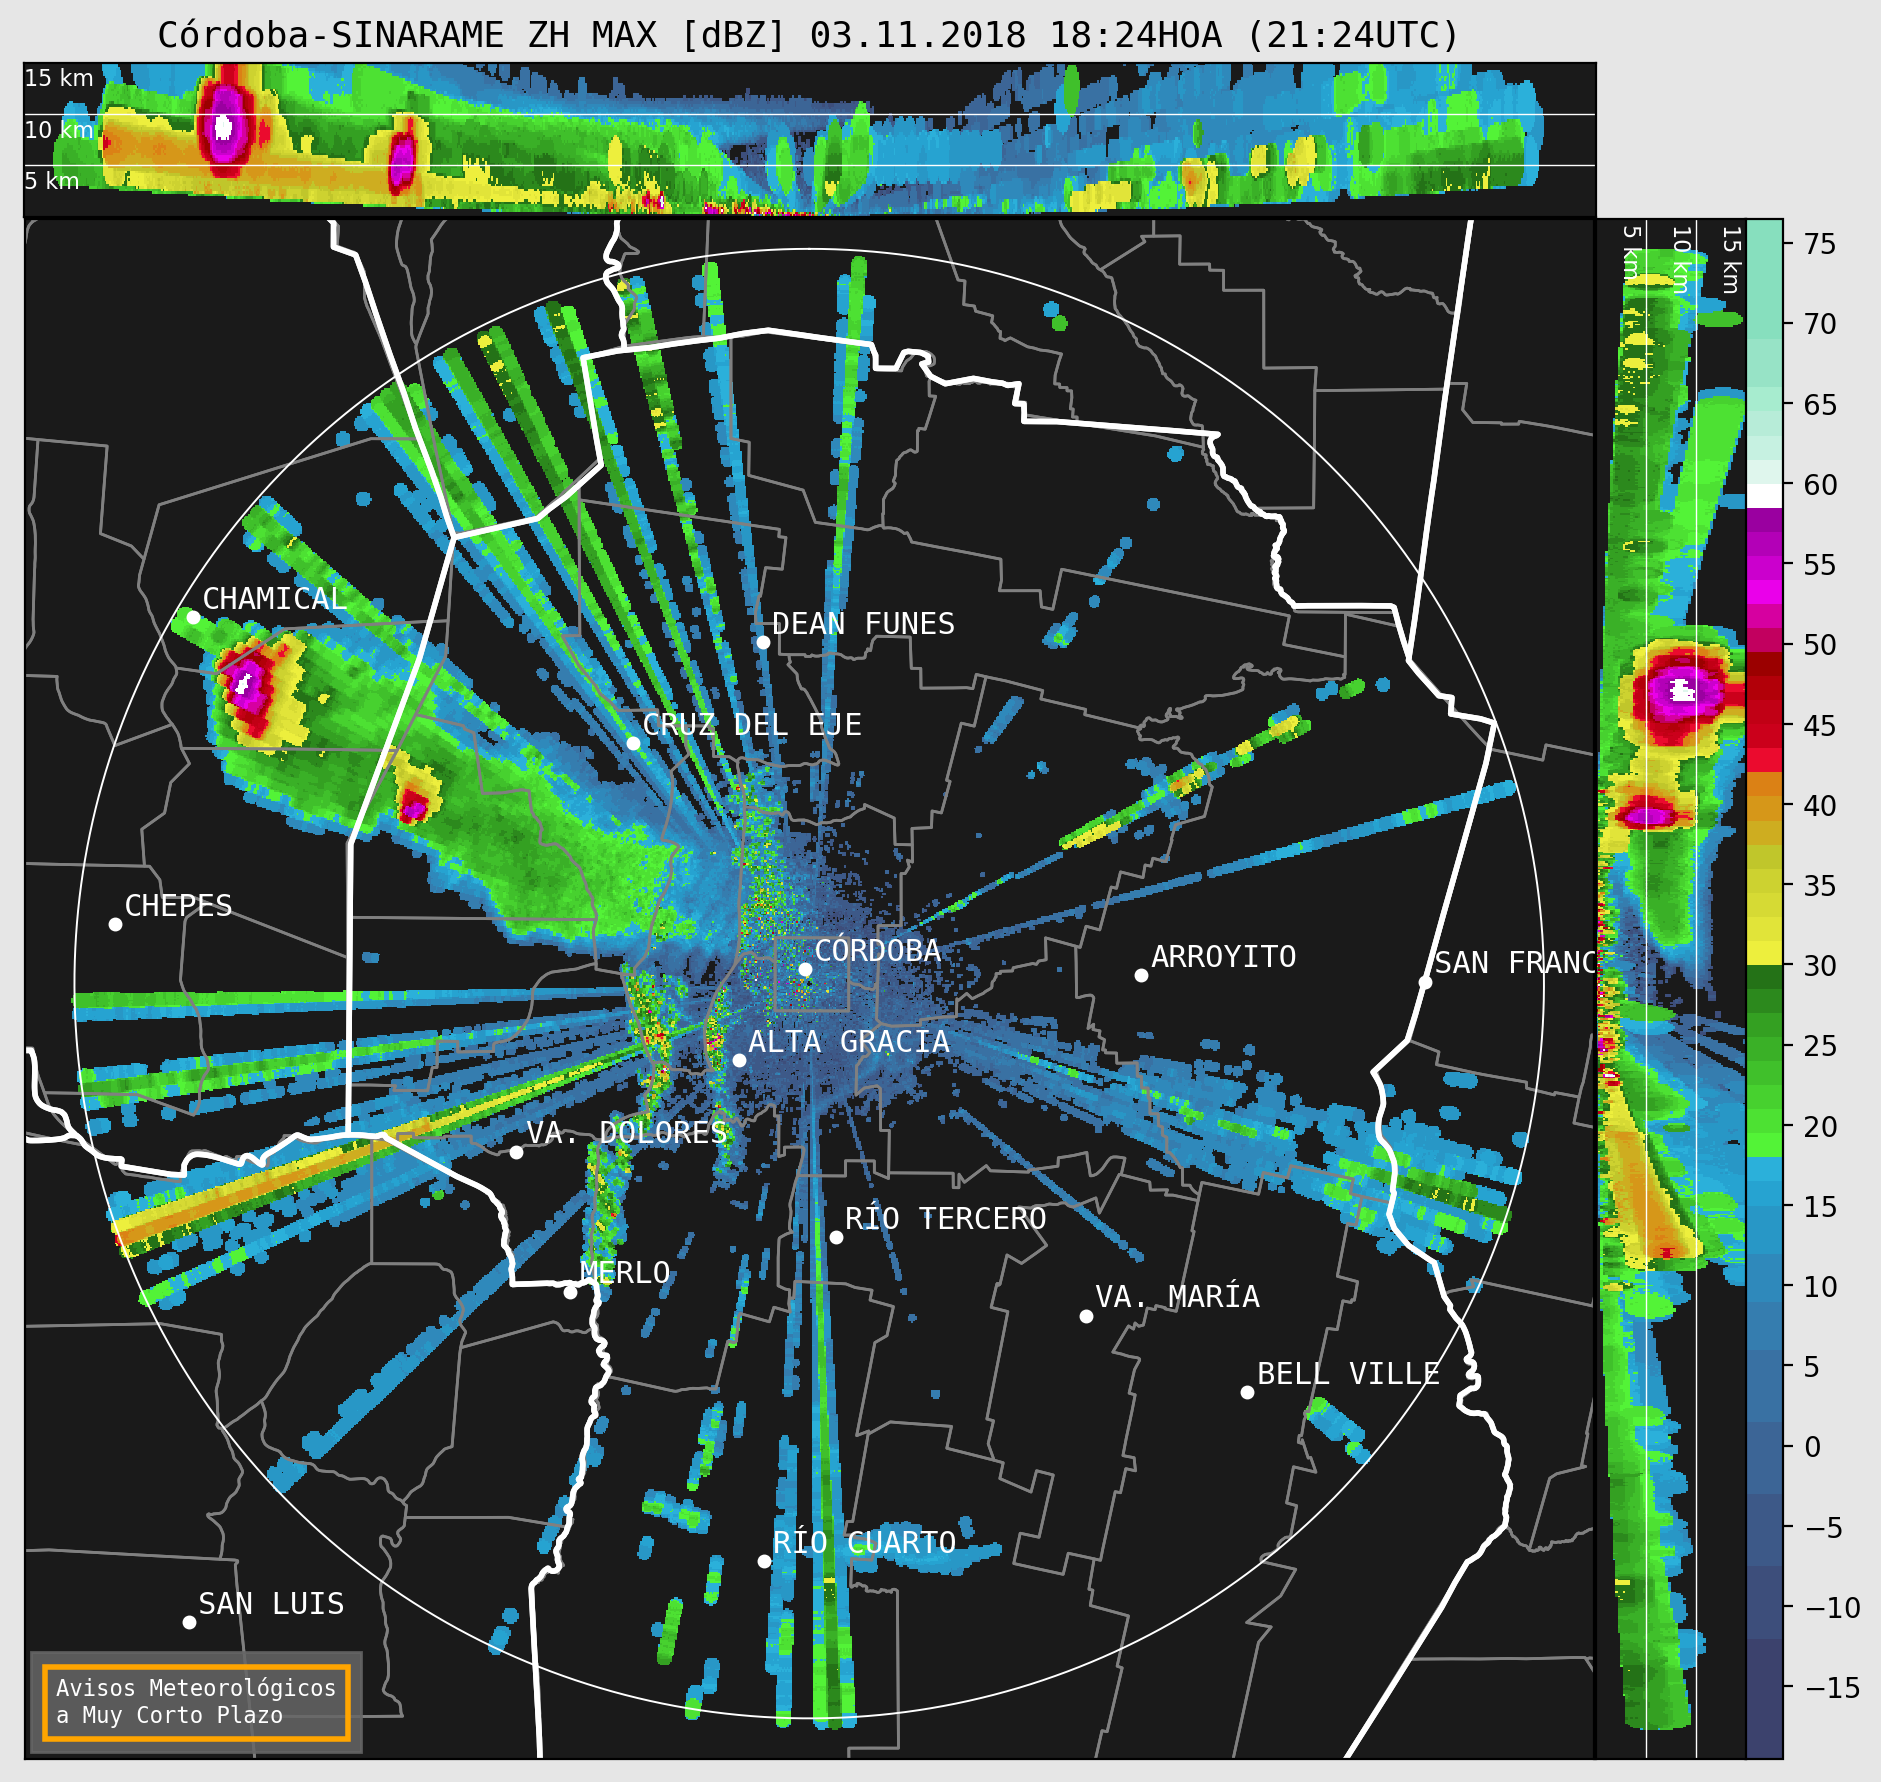 Córdoba-SINARAME ZH MAX [dBZ] 03.11.2018 18:24HOA (21:24UTC)
15 km
10 km
5 km
5 km
10 km
15 km
75
70
65
60
55
50
45
40
35
30
25
20
15
10
5
0
−5
−10
−15
CHAMICAL
DEAN FUNES
CRUZ DEL EJE
CHEPES
CÓRDOBA
ARROYITO
SAN FRANC
ALTA GRACIA
VA. DOLORES
RÍO TERCERO
MERLO
VA. MARÍA
BELL VILLE
RÍO CUARTO
SAN LUIS
Avisos Meteorológicos
a Muy Corto Plazo